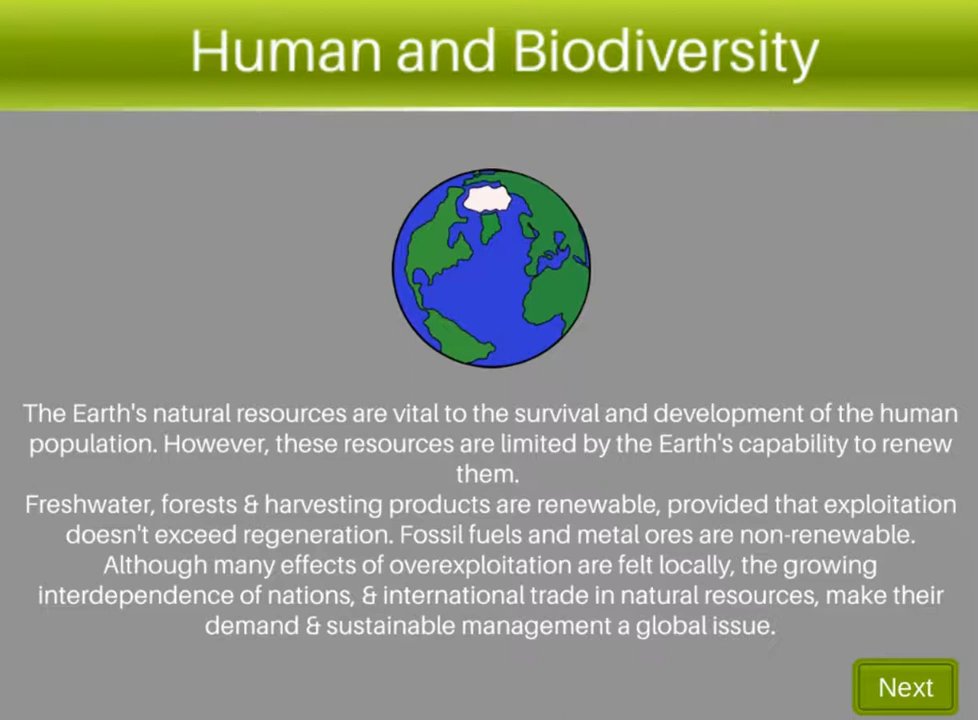 Human and Biodiversity
The Earth's natural resources are vital to the survival and development of the human
population. However, these resources are limited by the Earth's capability to renew
them.
Freshwater, forests & harvesting products are renewable, provided that exploitation
doesn't exceed regeneration. Fossil fuels and metal ores are non-renewable.
Although many effects of overexploitation are felt locally, the growing
interdependence of nations, & international trade in natural resources, make their
demand & sustainable management a global issue.
Next